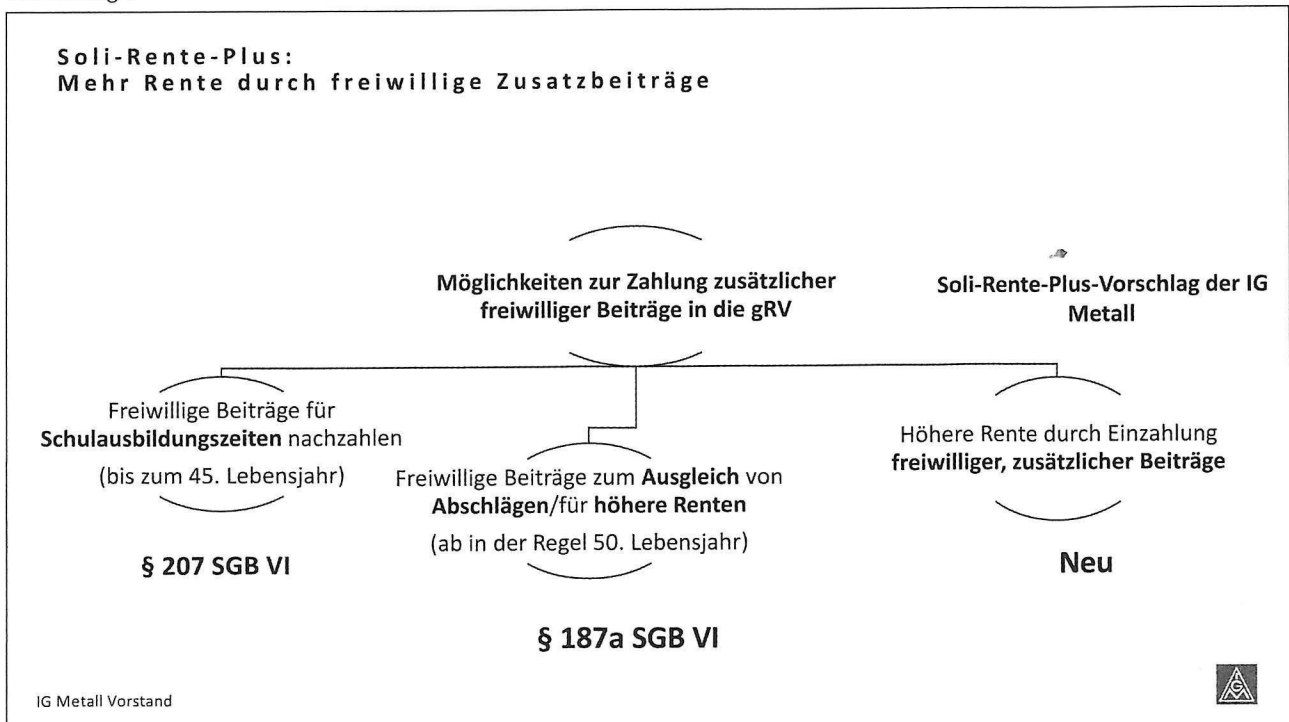 Soli-Rente-Plus:
Mehr Rente durch freiwillige Zusatzbeiträge
Möglichkeiten zur Zahlung zusätzlicher
freiwilliger Beiträge in die gRV
Soli-Rente-Plus-Vorschlag der IG
Metall
Freiwillige Beiträge für
Schulausbildungszeiten nachzahlen
(bis zum 45. Lebensjahr)
§ 207 SGB VI
Freiwillige Beiträge zum Ausgleich von
Abschlägen/für höhere Renten
(ab in der Regel 50. Lebensjahr)
§ 187a SGB VI
Höhere Rente durch Einzahlung
freiwilliger, zusätzlicher Beiträge
Neu
IG Metall Vorstand
IGM